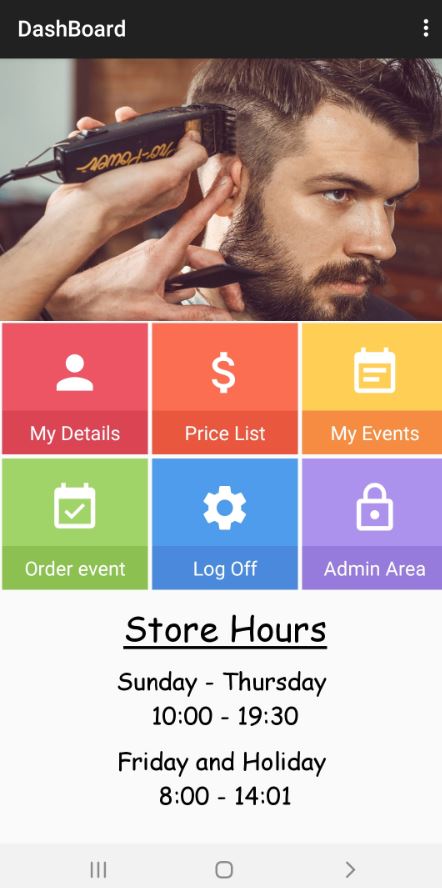 DashBoard
Pro-Power
My Details
Price List
My Events
Order event
Log Off
Admin Area
Store Hours
Sunday - Thursday
10:00 - 19:30
Friday and Holiday
8:00 - 14:01